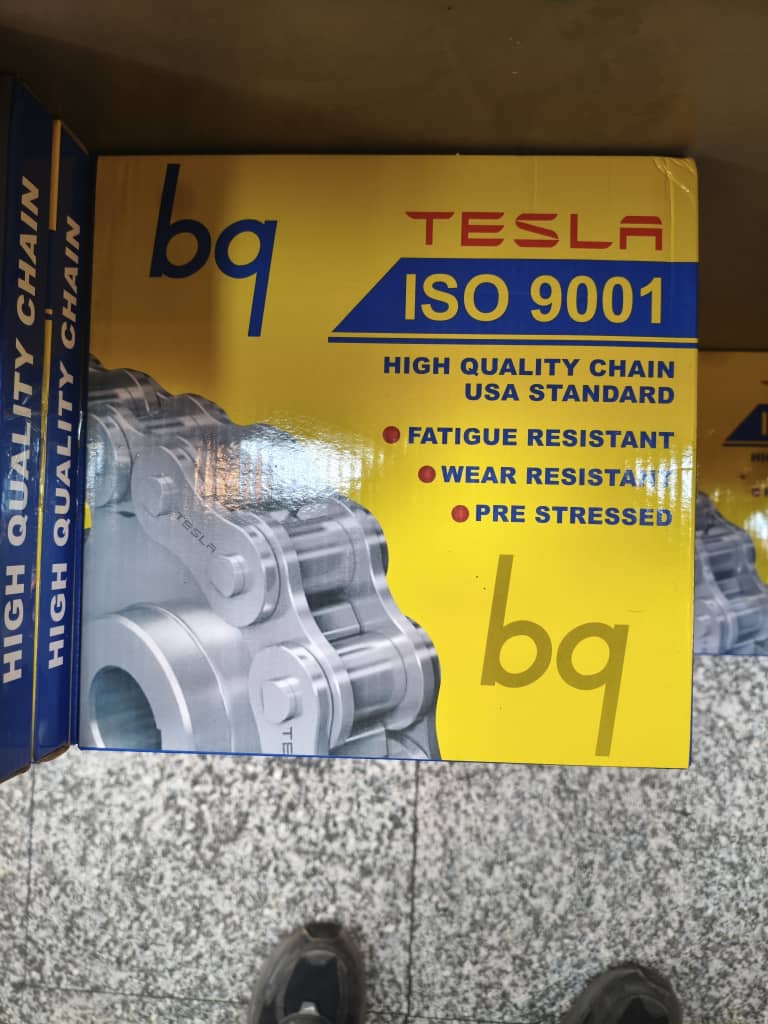 bq
TESLA
ISO 9001
HIGH QUALITY CHAIN
USA STANDARD
FATIGUE RESISTANT
WEAR RESISTANT
PRE STRESSED
bq
TESLA
TE
HIGH QUALITY CHAIN
HIGH QUALITY CHAIN